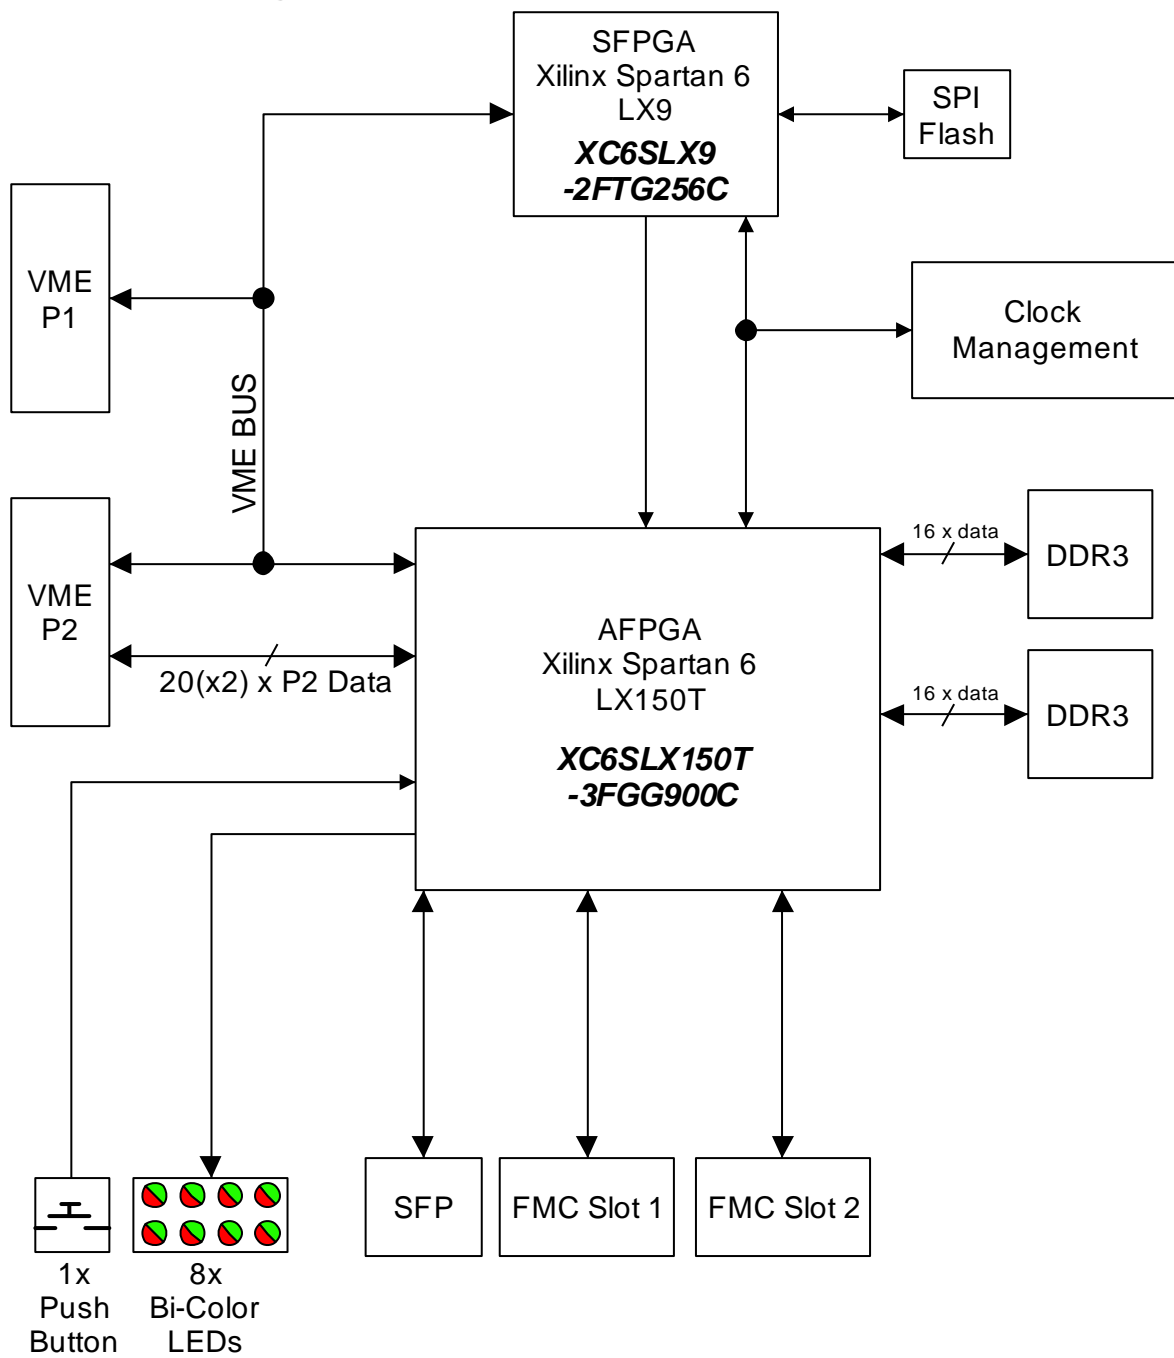 SFPGA
Xilinx Spartan 6
LX9
XC6SLX9
-2FTG256C
SPI
Flash
VME
P1
Clock
Management
VME BUS
VME
P2
20(x2) x P2 Data
AFPGA
Xilinx Spartan 6
LX150T
XC6SLX150T
-3FGG900C
16 x data
DDR3
16 x data
DDR3
SFP
FMC Slot 1
FMC Slot 2
1x
Push
Button
8x
Bi-Color
LEDs